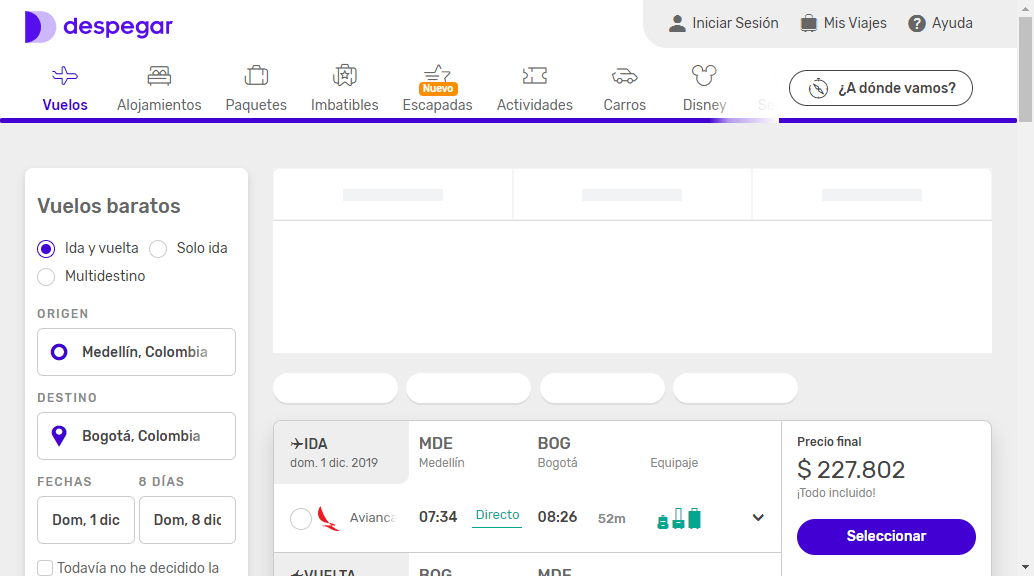 despegar
Iniciar Sesión
Mis Viajes
Ayuda
Vuelos
Alojamientos
Paquetes
Imbatibles
Nuevo
Escapadas
Actividades
Carros
Disney
¿A dónde vamos?
Vuelos baratos
Ida y vuelta
Solo ida
Multidestino
ORIGEN
Medellín, Colombia
DESTINO
Bogotá, Colombia
FECHAS
8 DÍAS
Dom, 1 dic
Dom, 8 dic
Todavía no he decidido la
IDA
dom. 1 dic. 2019
MDE
Medellín
BOG
Bogotá
Equipaje
Avianca
07:34
Directo
08:26
52m
VUELTA
BOG
MDE
Precio final
$ 227.802
¡Todo incluido!
Seleccionar